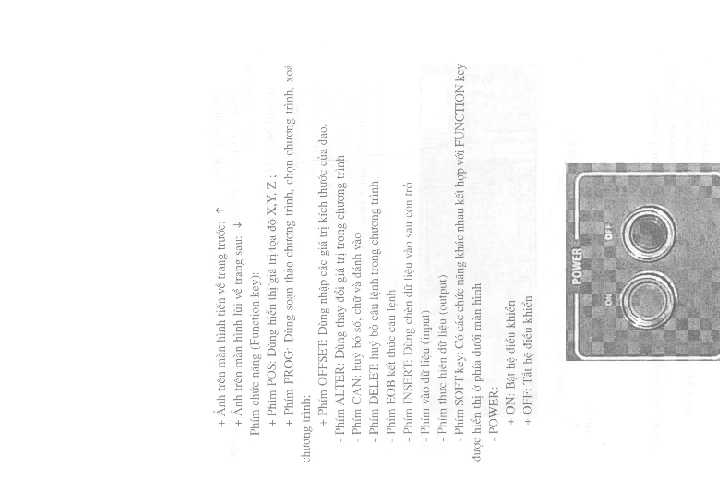 + Ảnh trên màn hình tiến về trang trước: ↑
+ Ảnh trên màn hình lùi về trang sau: ↓
Phím chức năng (Function key):
+ Phím POS: Dùng hiển thị giá trị tọa độ X,Y, Z ;
+ Phím PROG: Dùng soạn thảo chương trình, chọn chương trình, xoá
chương trình;
+ Phím OFFSET: Dùng nhập các giá trị kích thước của dao.
- Phím ALTER: Dùng thay đổi giá trị trong chương trình
- Phím CAN: huỷ bỏ số, chữ và đánh vào
- Phím DELET: huỷ bỏ câu lệnh trong chương trình
- Phím EOB kết thúc câu lệnh
- Phím INSERT: Dùng chèn dữ liệu vào sau con trỏ
- Phím vào dữ liệu (input)
- Phím thực hiện dữ liệu (output)
- Phím SOFT key: Có các chức năng khác nhau kết hợp với FUNCTION key
được hiển thị ở phía dưới màn hình
- POWER:
+ ON: Bật hệ điều khiển
+ OFF: Tắt hệ điều khiển
POWER
ON OFF